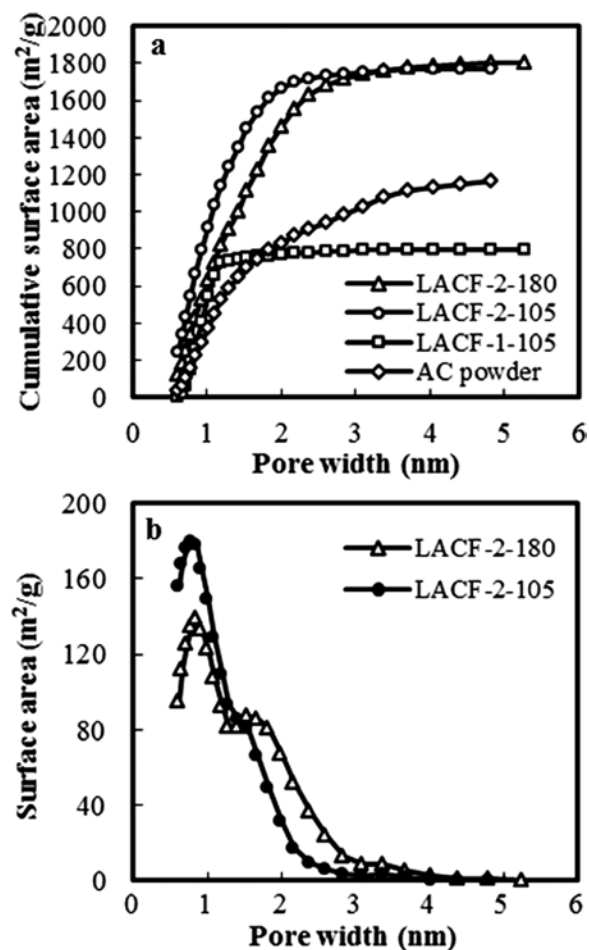 a
Cumulative surface area (m²/g)
2000
1800
1600
1400
1200
1000
800
600
400
200
0
LACF-2-180
LACF-2-105
LACF-1-105
AC powder
0 1 2 3 4 5 6
Pore width (nm)
b
Surface area (m²/g)
200
160
120
80
40
0
LACF-2-180
LACF-2-105
0 1 2 3 4 5 6
Pore width (nm)